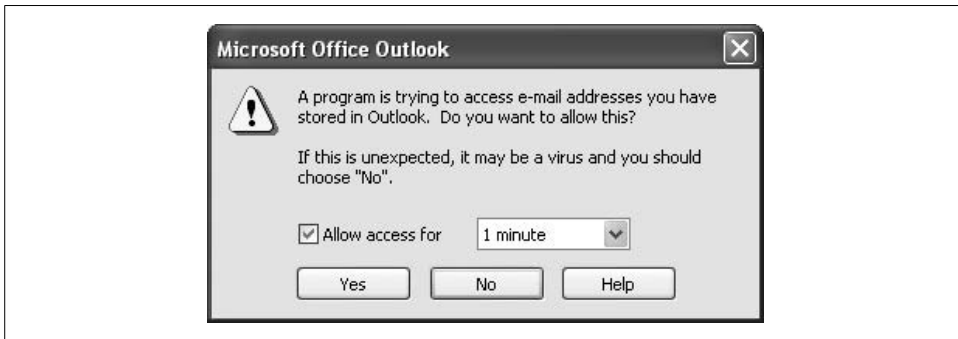 Microsoft Office Outlook
A program is trying to access e-mail addresses you have
stored in Outlook.  Do you want to allow this?
If this is unexpected, it may be a virus and you should
choose "No".
Allow access for 1 minute
Yes No Help